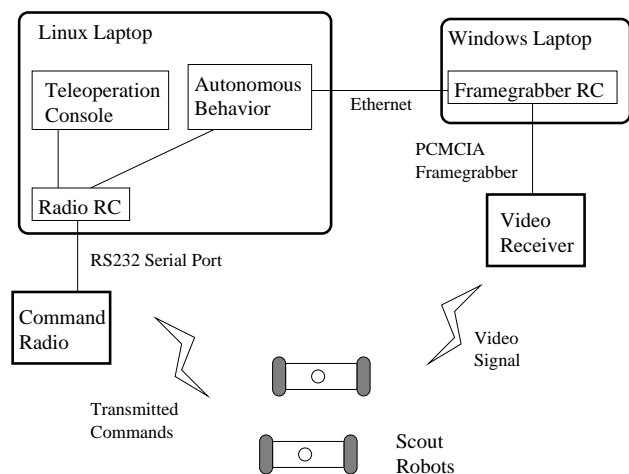 Linux Laptop
Teleoperation
Console
Autonomous
Behavior
Radio RC
Ethernet
Windows Laptop
Framegrabber RC
PCMCIA
Framegrabber
Video
Receiver
RS232 Serial Port
Command
Radio
Transmitted
Commands
Video
Signal
Scout
Robots